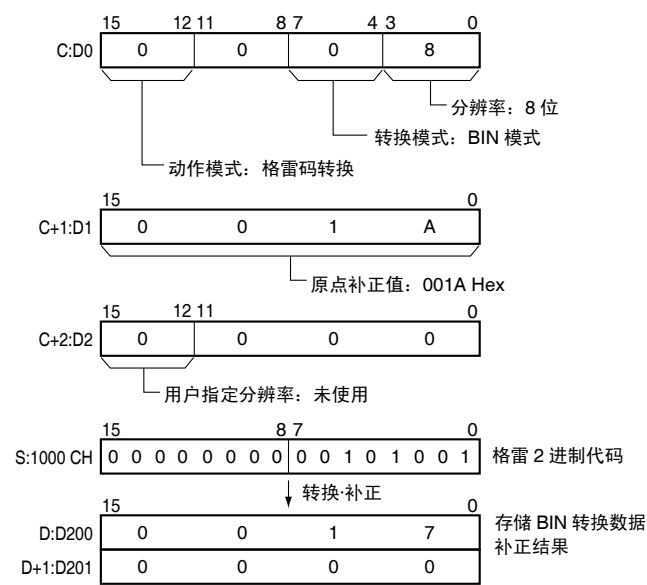 15 12 11 8 7 4 3 0
C:D0 0 0 0 8
分辨率：8 位
转换模式：BIN 模式
动作模式：格雷码转换
15 0
C+1:D1 0 0 1 A
原点补正值：001A Hex
15 12 11 0
C+2:D2 0 0 0 0
用户指定分辨率：未使用
15 8 7 0
S:1000 CH 0 0 0 0 0 0 0 0 0 0 1 0 1 0 0 1 格雷 2 进制代码
转换·补正
15 0
D:D200 0 0 1 7 存储 BIN 转换数据
补正结果
D+1:D201 0 0 0 0